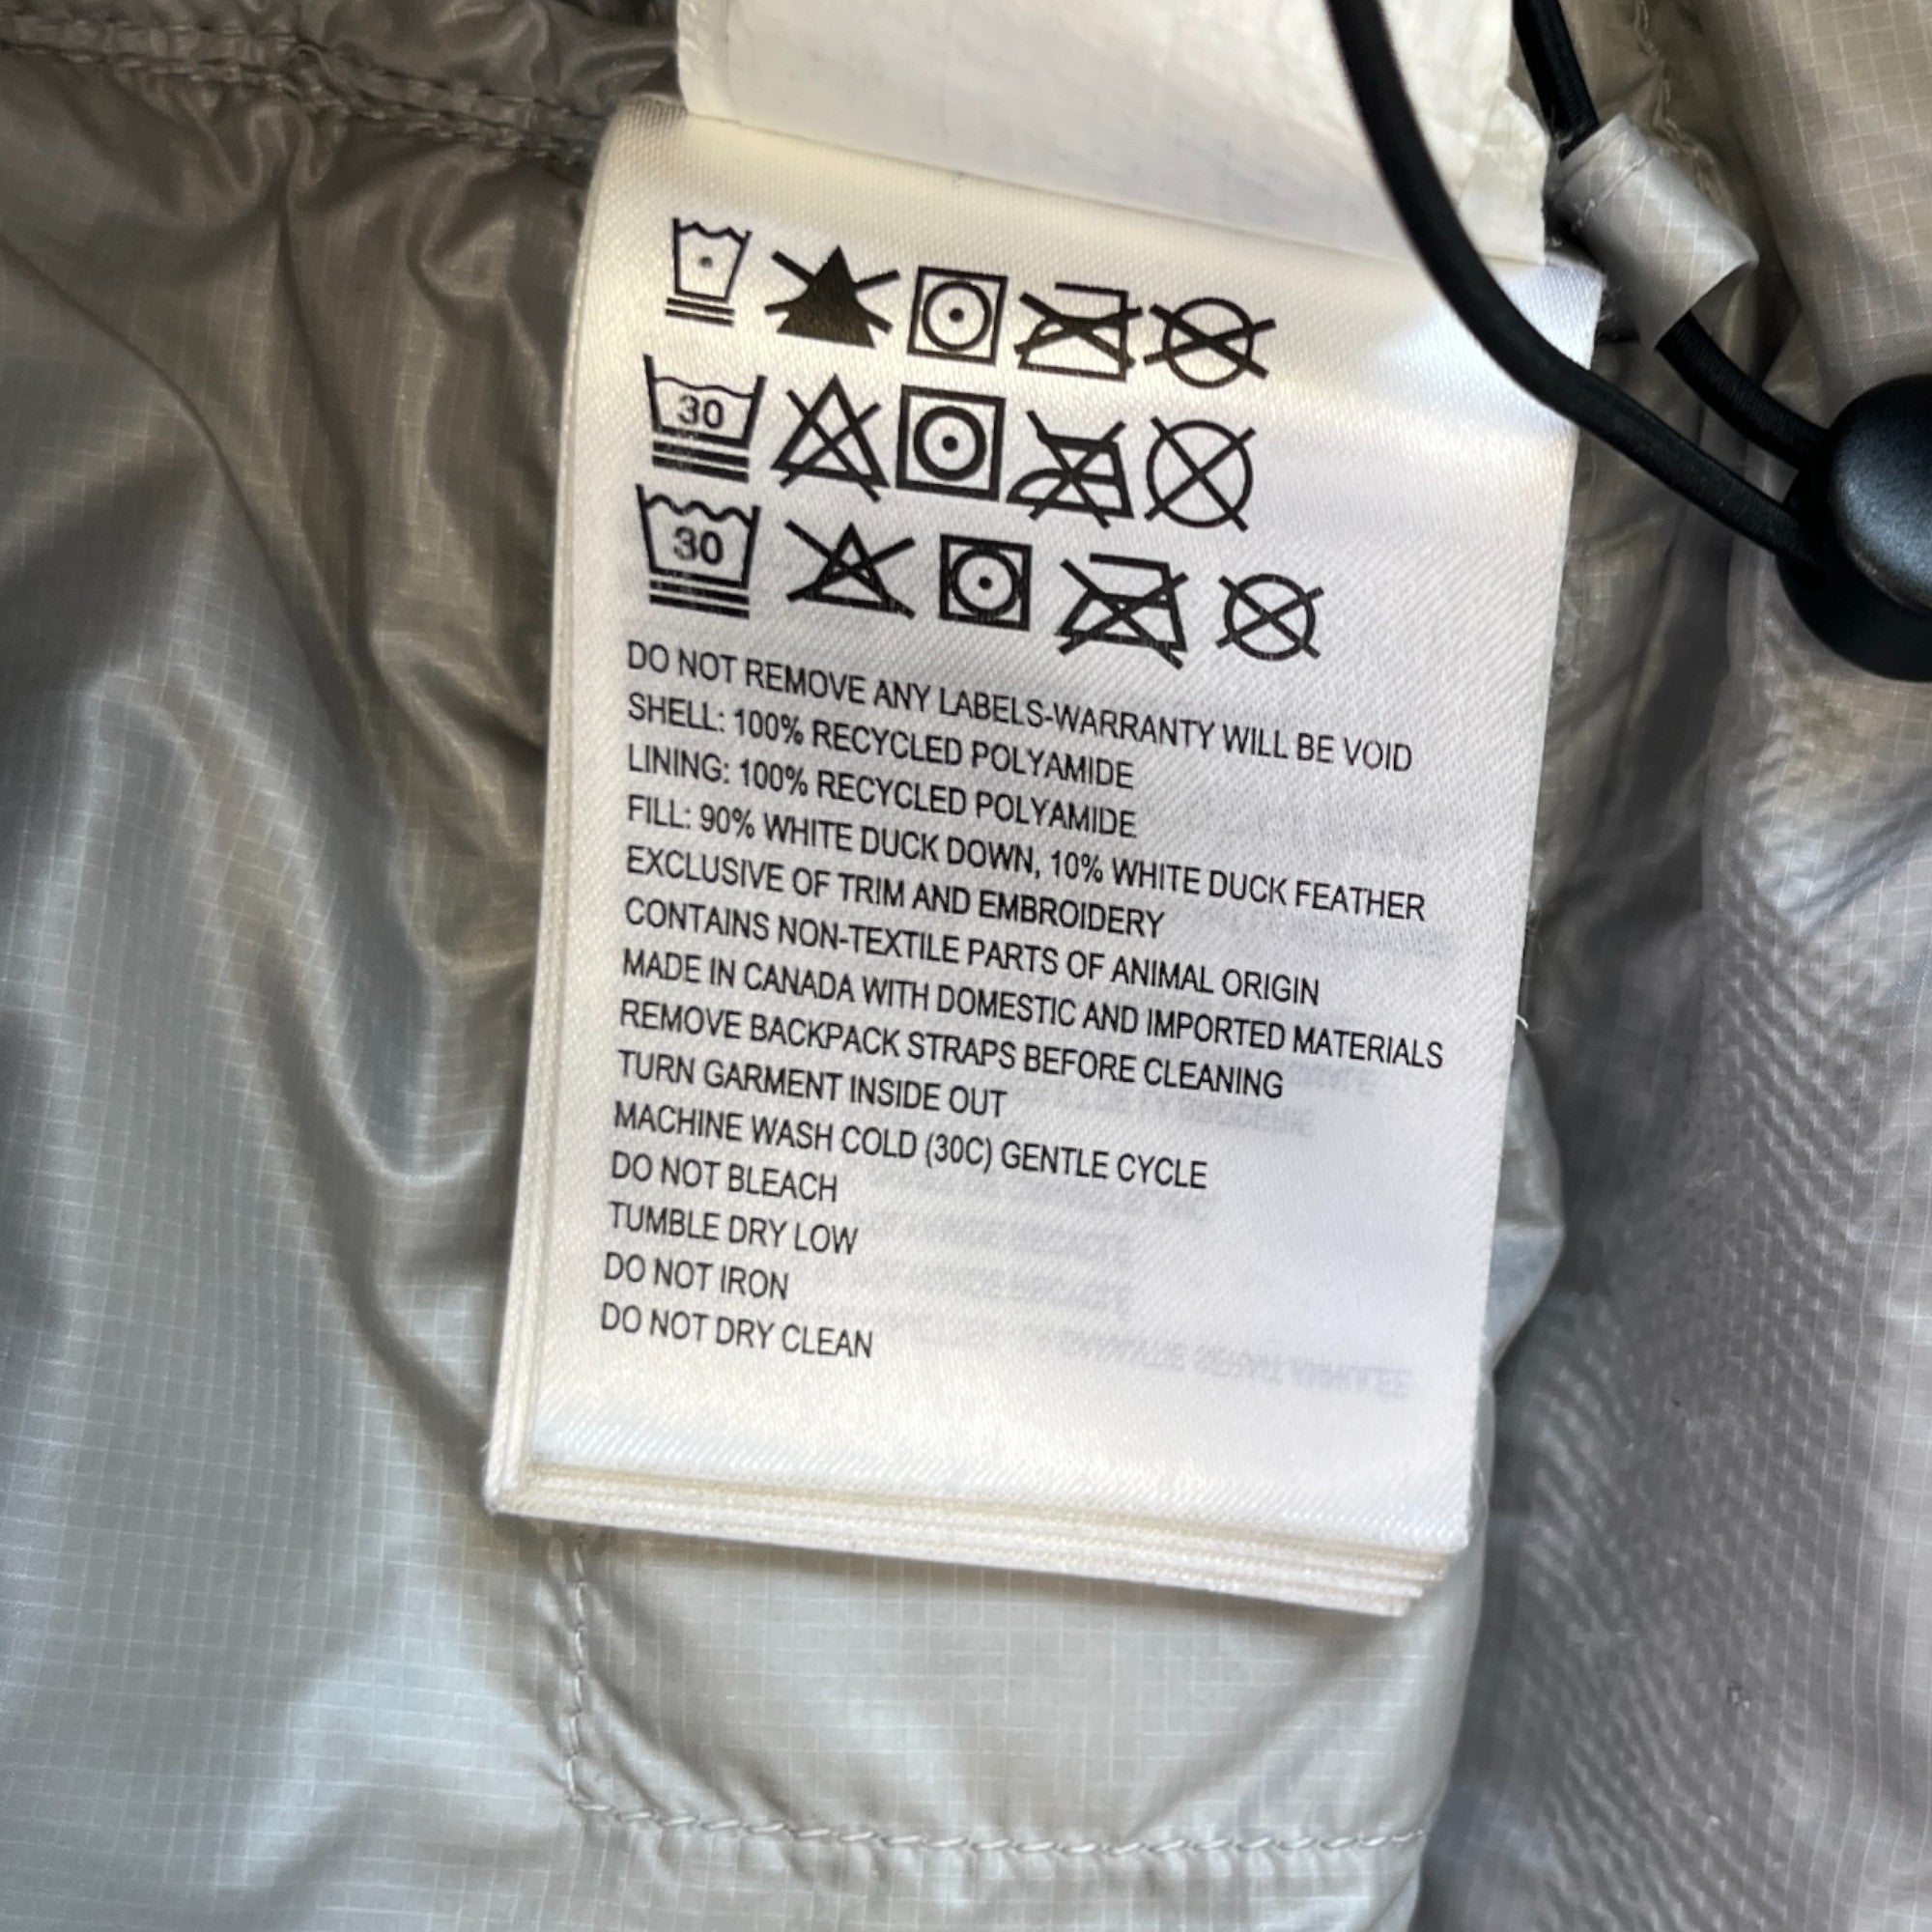 30
30
DO NOT REMOVE ANY LABELS-WARRANTY WILL BE VOID
SHELL: 100% RECYCLED POLYAMIDE
LINING: 100% RECYCLED POLYAMIDE
FILL: 90% WHITE DUCK DOWN, 10% WHITE DUCK FEATHER
EXCLUSIVE OF TRIM AND EMBROIDERY
CONTAINS NON-TEXTILE PARTS OF ANIMAL ORIGIN
MADE IN CANADA WITH DOMESTIC AND IMPORTED MATERIALS
REMOVE BACKPACK STRAPS BEFORE CLEANING
TURN GARMENT INSIDE OUT
MACHINE WASH COLD (30C) GENTLE CYCLE
DO NOT BLEACH
TUMBLE DRY LOW
DO NOT IRON
DO NOT DRY CLEAN